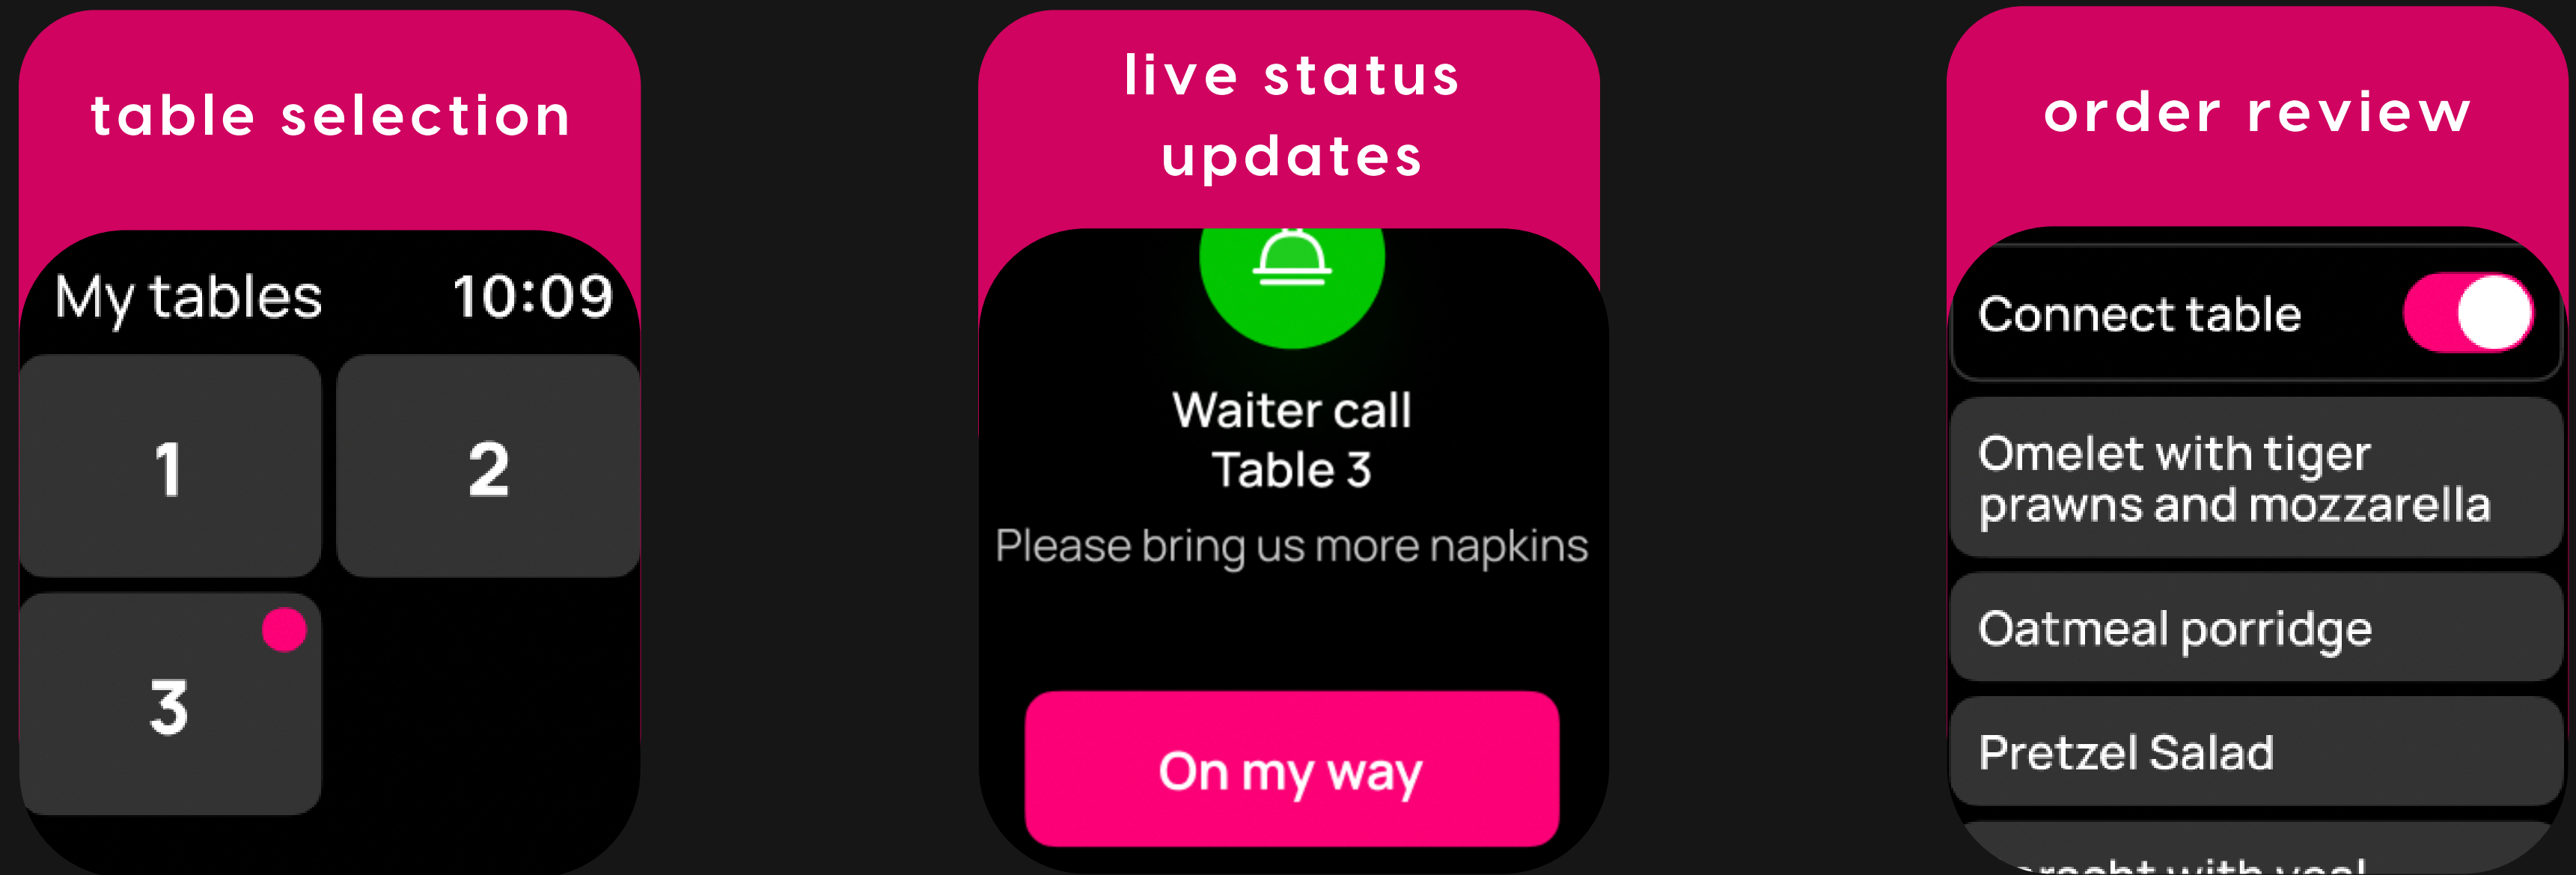 table selection
My tables 10:09
1 2
3
live status
updates
Waiter call
Table 3
Please bring us more napkins
On my way
order review
Connect table
Omelet with tiger
prawns and mozzarella
Oatmeal porridge
Pretzel Salad
with veal